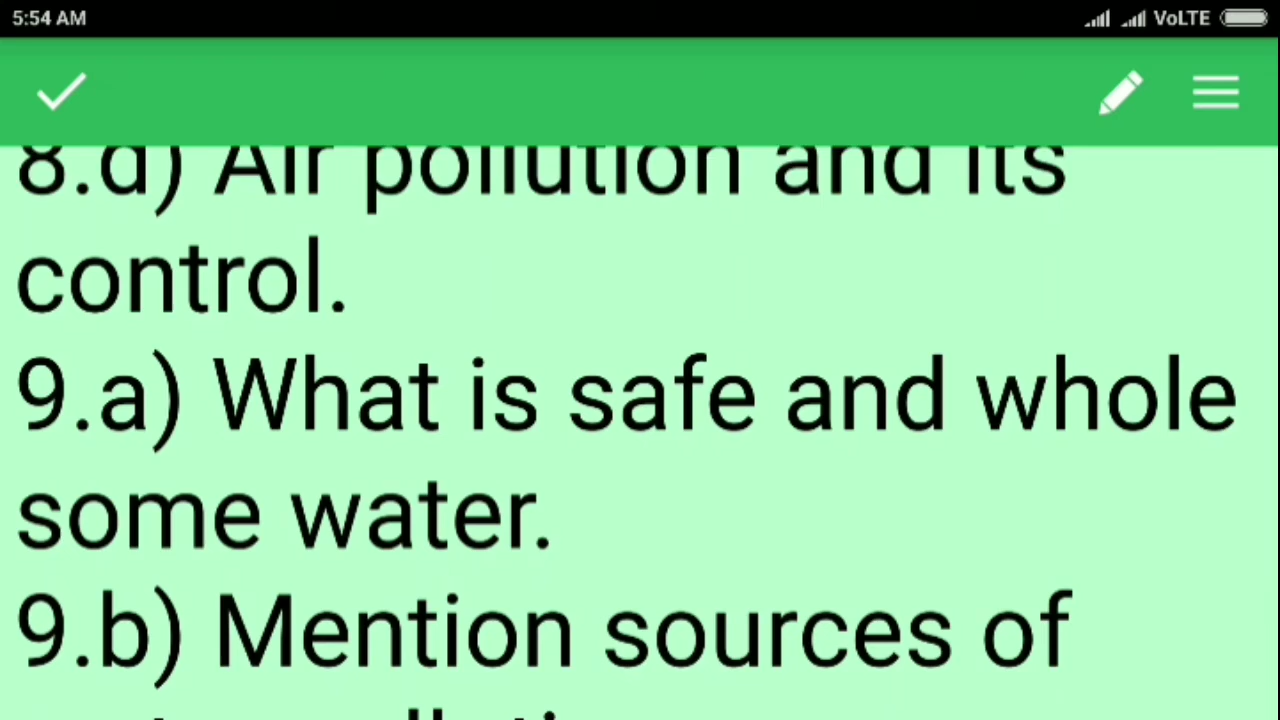 5:54 AM
VoLTE
8.d) Air pollution and its
control.
9.a) What is safe and whole
some water.
9.b) Mention sources of